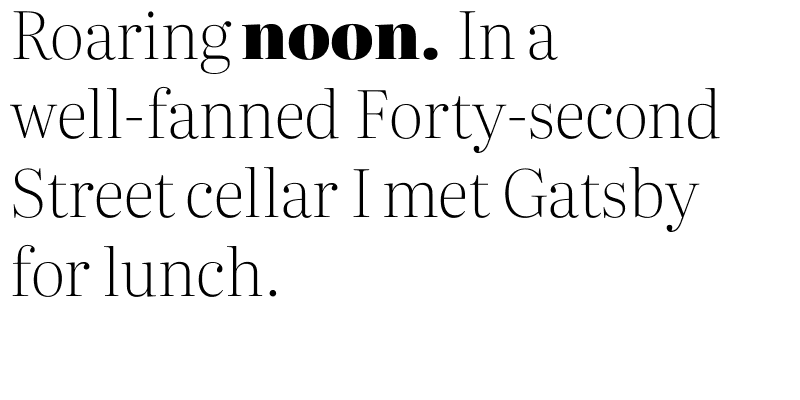 Roaring noon. In a
well-fanned Forty-second
Street cellar I met Gatsby
for lunch.